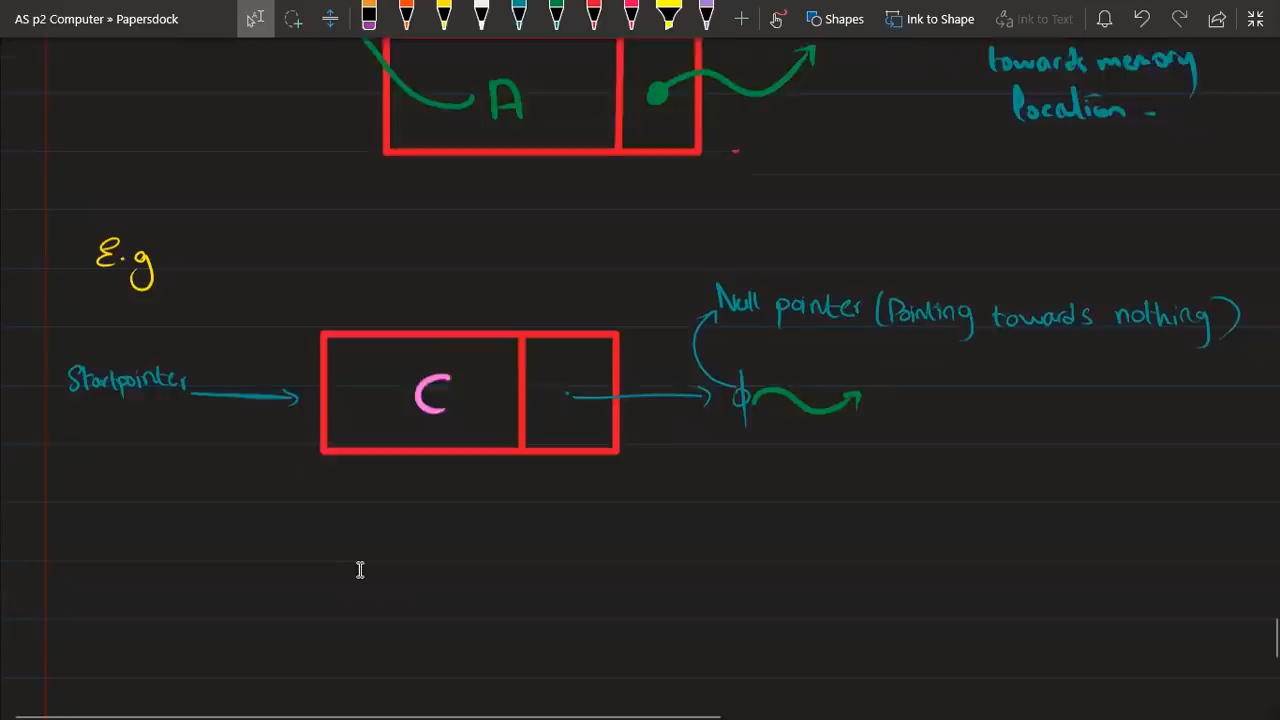 AS p2 Computer » Papersdock
Shapes
Ink to Shape
Ink to Text
towards memory
location -
A
E.g
Null pointer (Pointing towards nothing)
Startpointer
C
ϕ